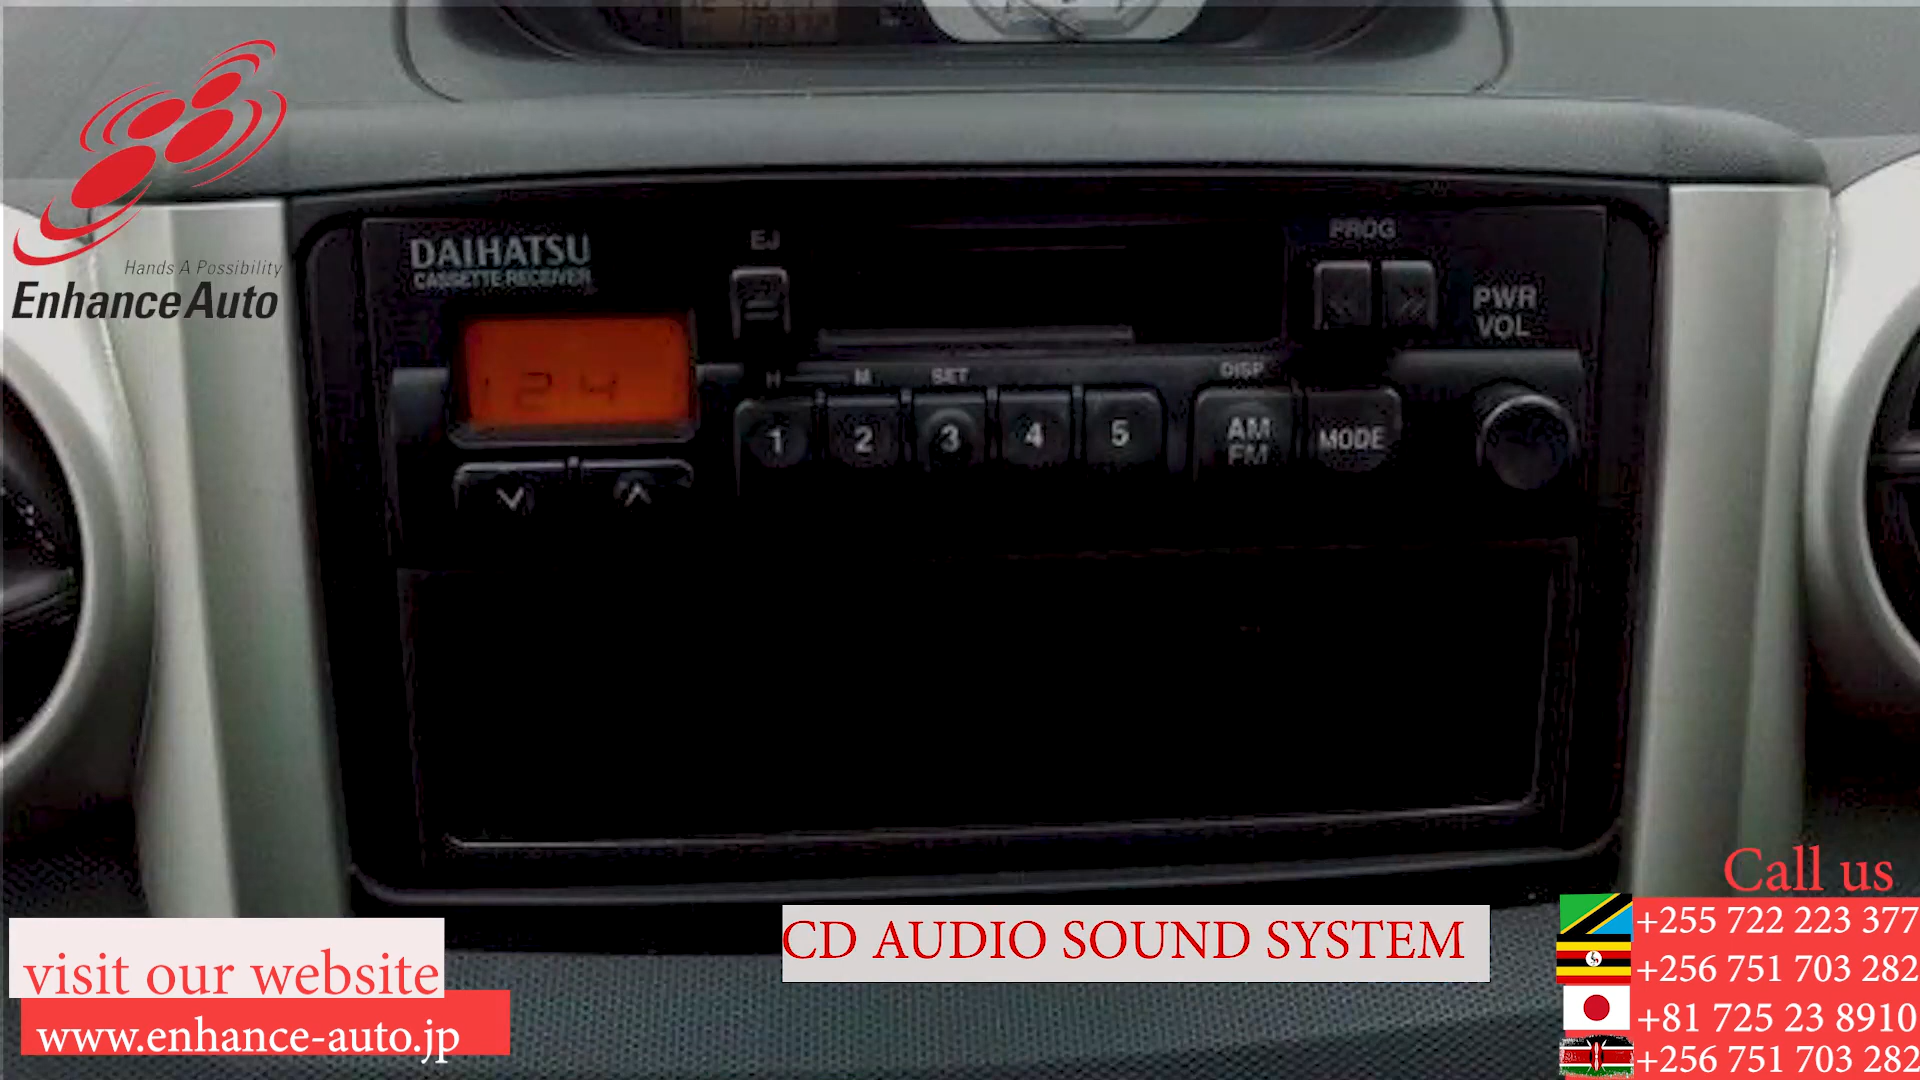 Hands A Possibility
EnhanceAuto
DAIHATSU
CASSETTE RECEIVER
EJ
PROG
PWR
VOL
H M SET DISP
1 2 3 4 5 AM
FM
MODE
CD AUDIO SOUND SYSTEM
visit our website
www.enhance-auto.jp
Call us
+255 722 223 377
+256 751 703 282
+81 725 23 8910
+256 751 703 282